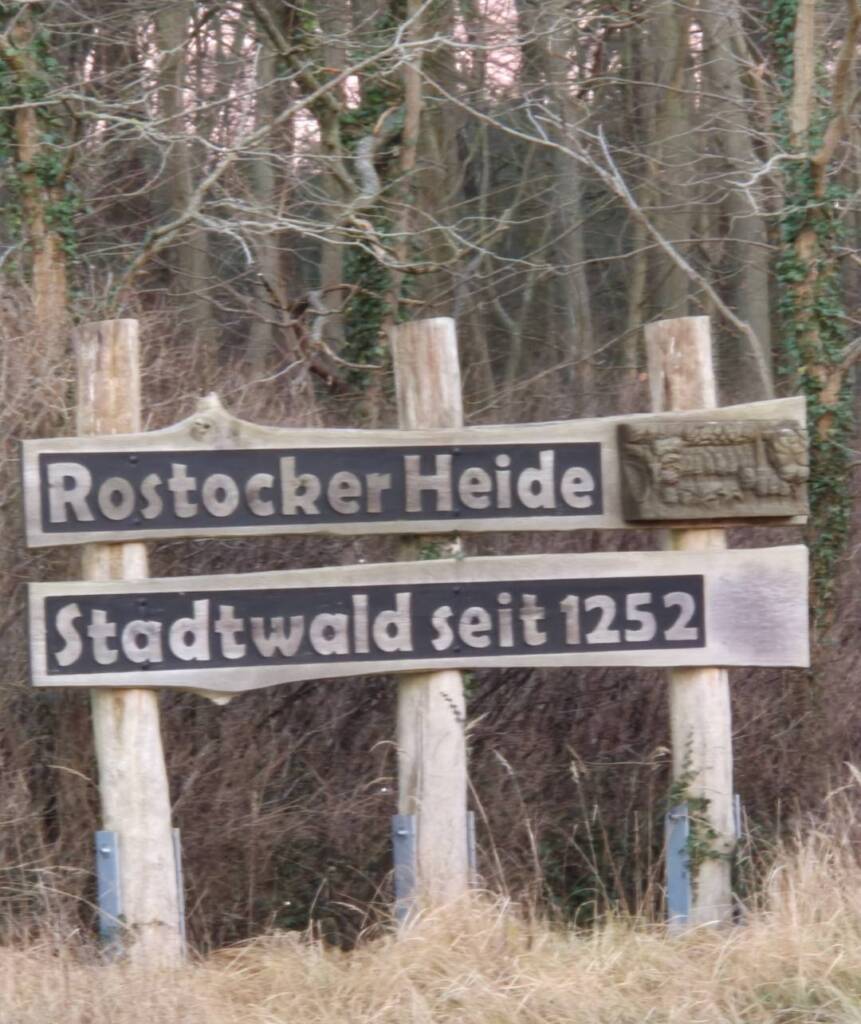 Rostocker Heide
Stadtwald seit 1252